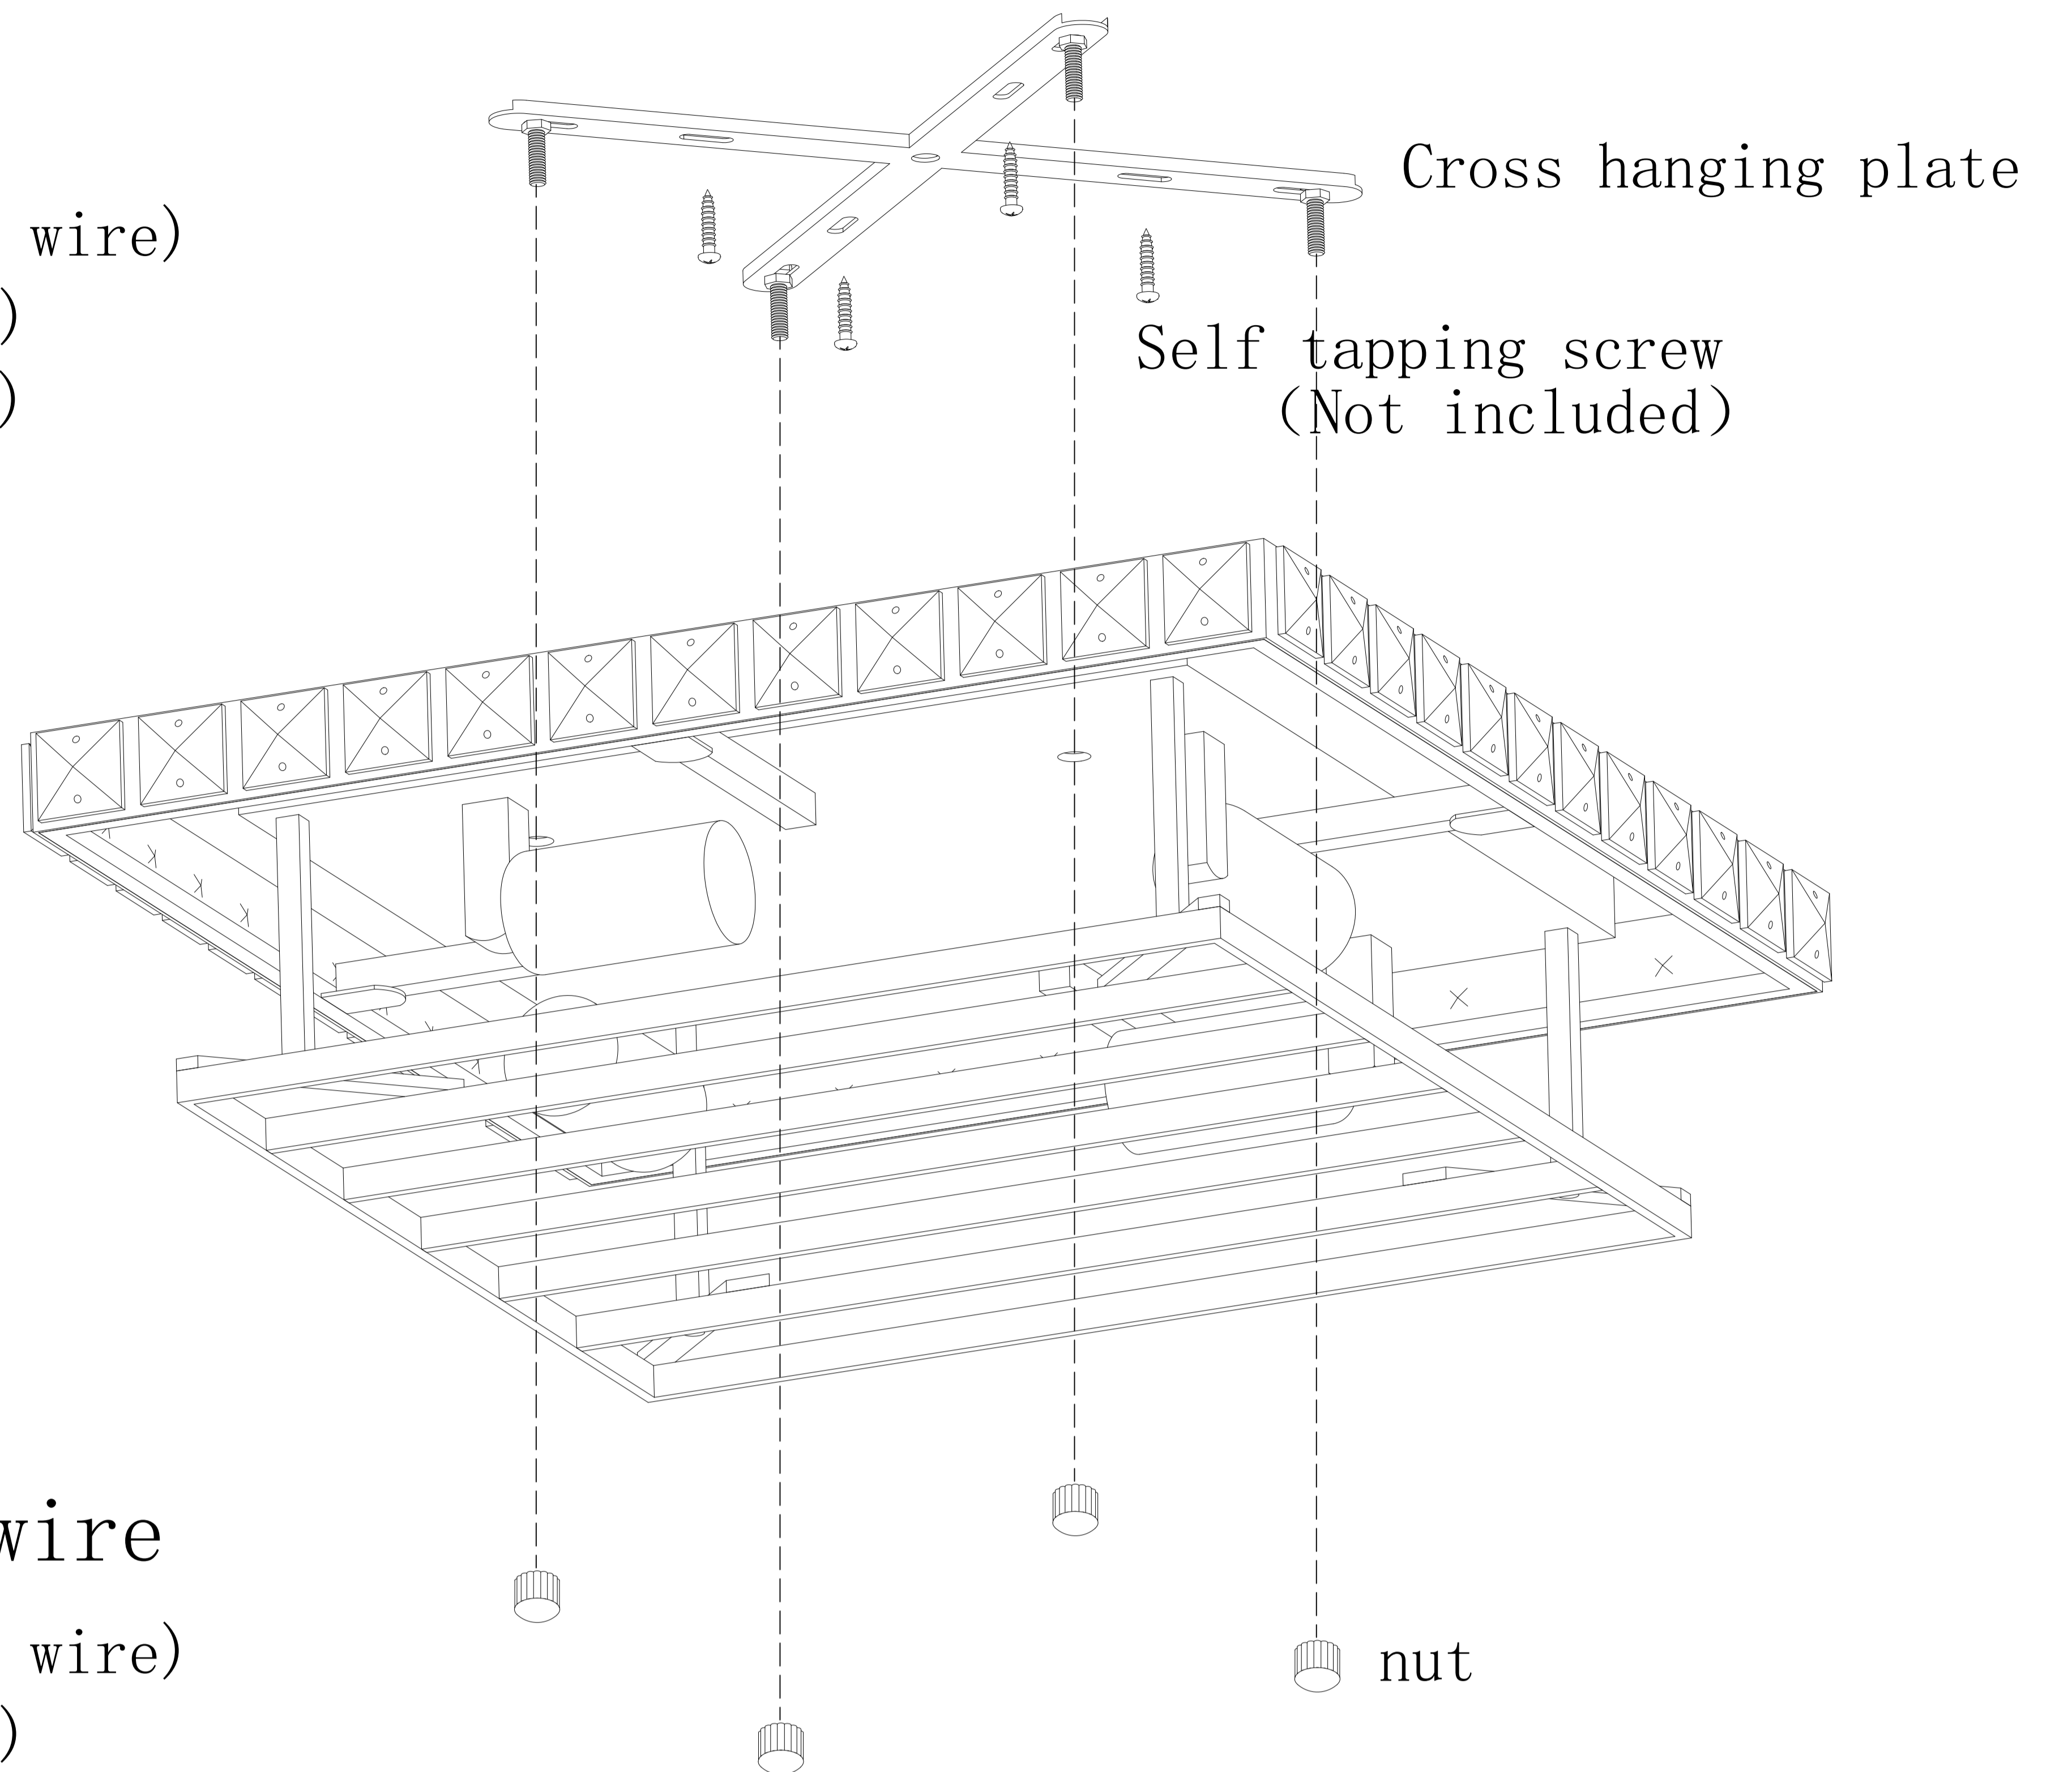 Cross hanging plate
wire)
)
Self tapping screw
)
(Not included)
wire
wire)
nut
)